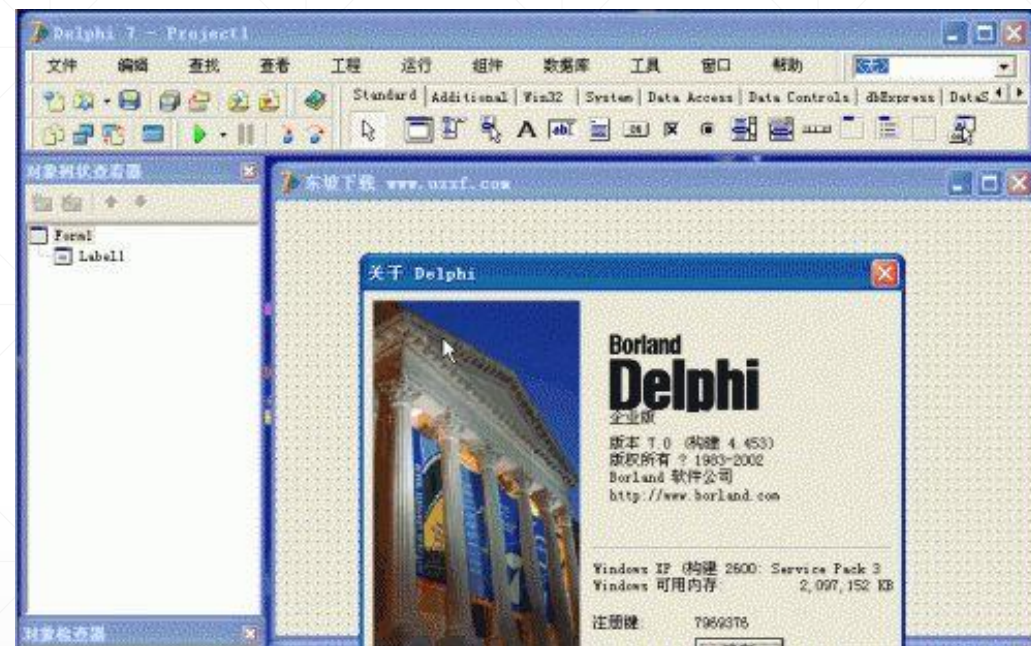 Delphi 7 - Project1
文件 编辑 查找 查看 工程 运行 组件 数据库 工具 窗口 帮助 <无>
Standard Additional Win32 System Data Access Data Controls dbExpress DataS
对象树状查看器
东坡下载 www.uzzf.com
Form1
Label1
关于 Delphi
Borland
Delphi
企业版
版本 7.0 (构建 4.453)
版权所有 ? 1983-2002
Borland 软件公司
http://www.borland.com
Windows XP (构建 2600: Service Pack 3
Windows 可用内存 2,097,152 KB
注册键 7969376
对象检查器